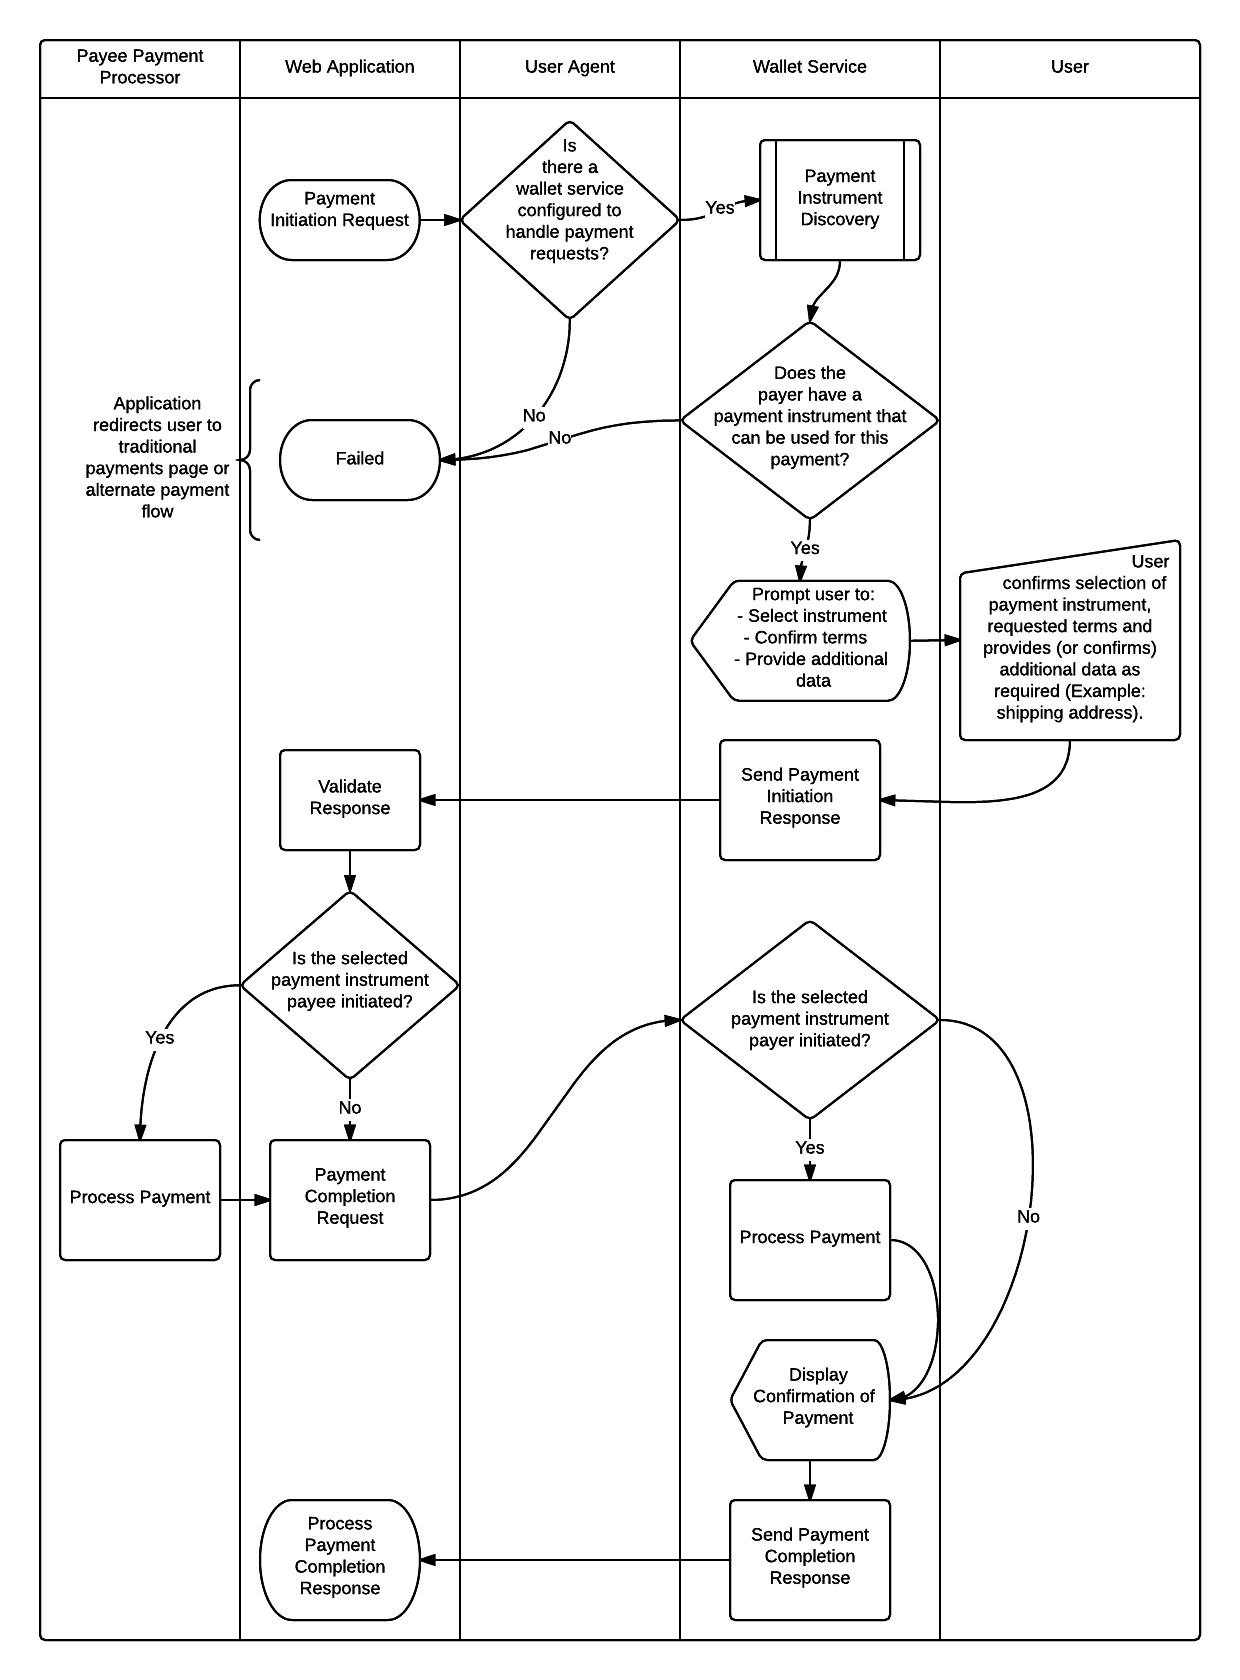 Payee Payment
Processor
Web Application
User Agent
Wallet Service
User
Payment
Initiation Request
Is
there a
wallet service
configured to
handle payment
requests?
Yes
Payment
Instrument
Discovery
No
No
Does the
payer have a
payment instrument that
can be used for this
payment?
Application
redirects user to
traditional
payments page or
alternate payment
flow
Failed
Yes
Prompt user to:
- Select instrument
- Confirm terms
- Provide additional
data
User
confirms selection of
payment instrument,
requested terms and
provides (or confirms)
additional data as
required (Example:
shipping address).
Validate
Response
Send Payment
Initiation
Response
Is the selected
payment instrument
payee initiated?
Is the selected
payment instrument
payer initiated?
Yes
No
Yes
Process Payment
Payment
Completion
Request
Process Payment
No
Display
Confirmation of
Payment
Process
Payment
Completion
Response
Send Payment
Completion
Response